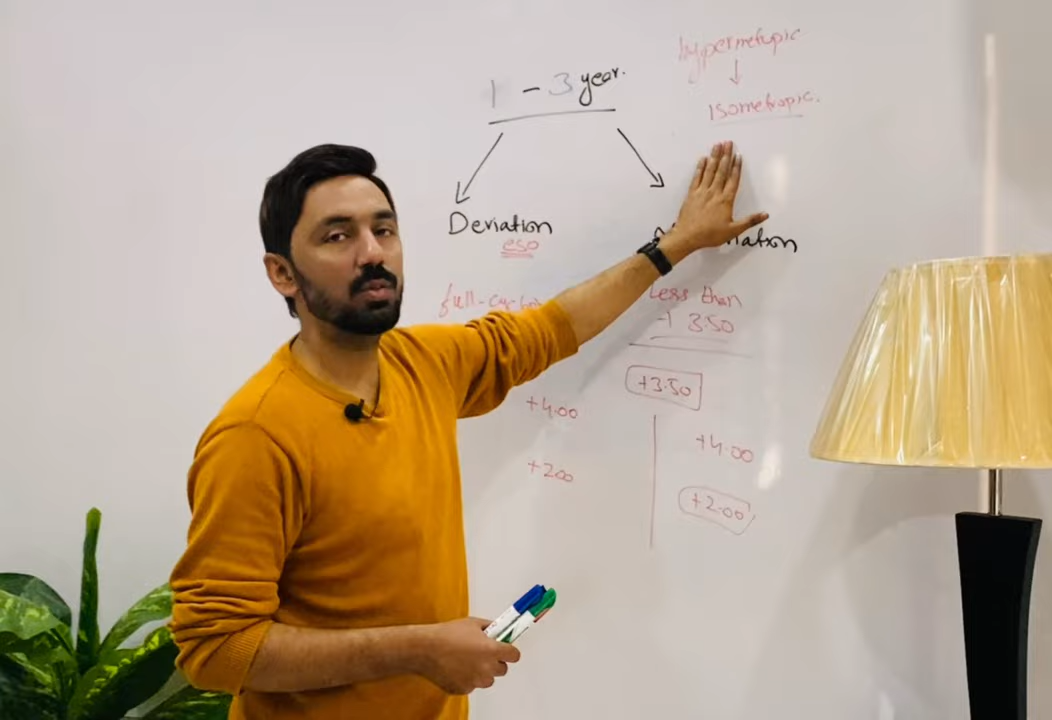 hypermetropic
Isometropic.
1 - 3 year.
Deviation
eso
Less than
3.50
+3.50
+4.00
+4.00
+2.00
+2.00